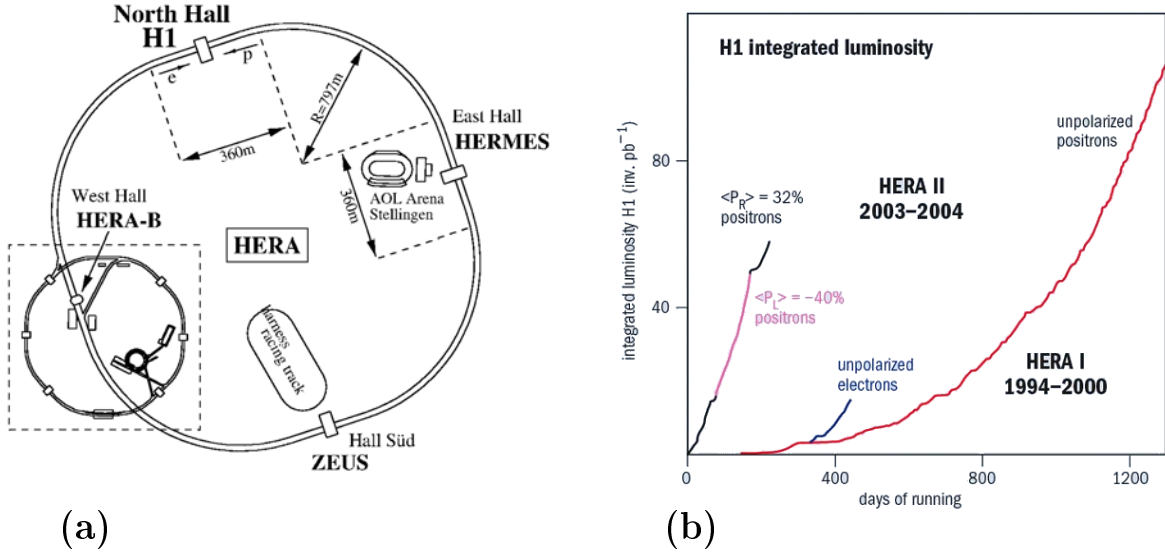 North Hall
H1
e
p
R=797m
360m
East Hall
HERMES
AOL Arena
Stellingen
360m
West Hall
HERA-B
HERA
harness
racing track
Hall Süd
ZEUS
(a)
H1 integrated luminosity
integrated luminosity H1 (inv. pb⁻¹)
80
40
unpolarized
positrons
<P_R> = 32%
positrons
HERA II
2003–2004
<P_L> = –40%
positrons
unpolarized
electrons
HERA I
1994–2000
0
400
800
1200
days of running
(b)